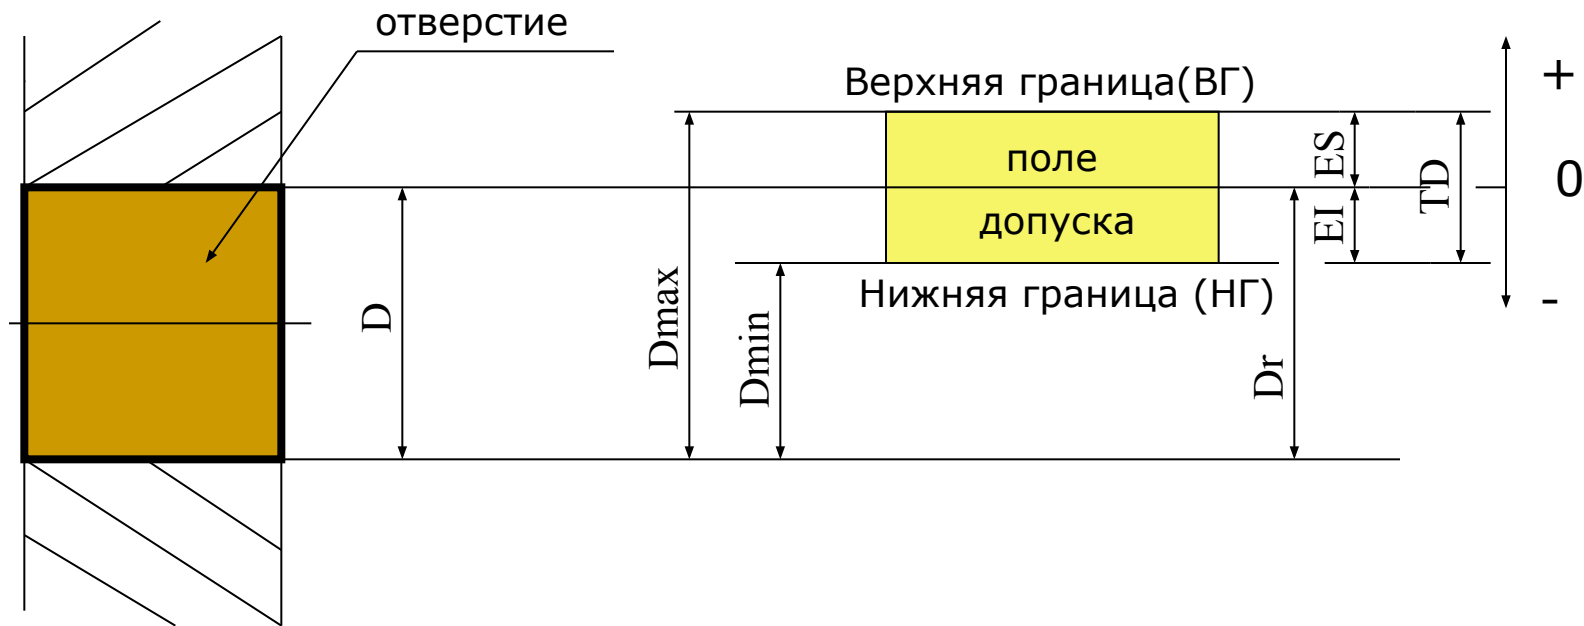 отверстие
Верхняя граница(ВГ)
+
поле
ES
TD
0
допуска
EI
Нижняя граница (НГ)
-
D
Dmax
Dmin
Dr